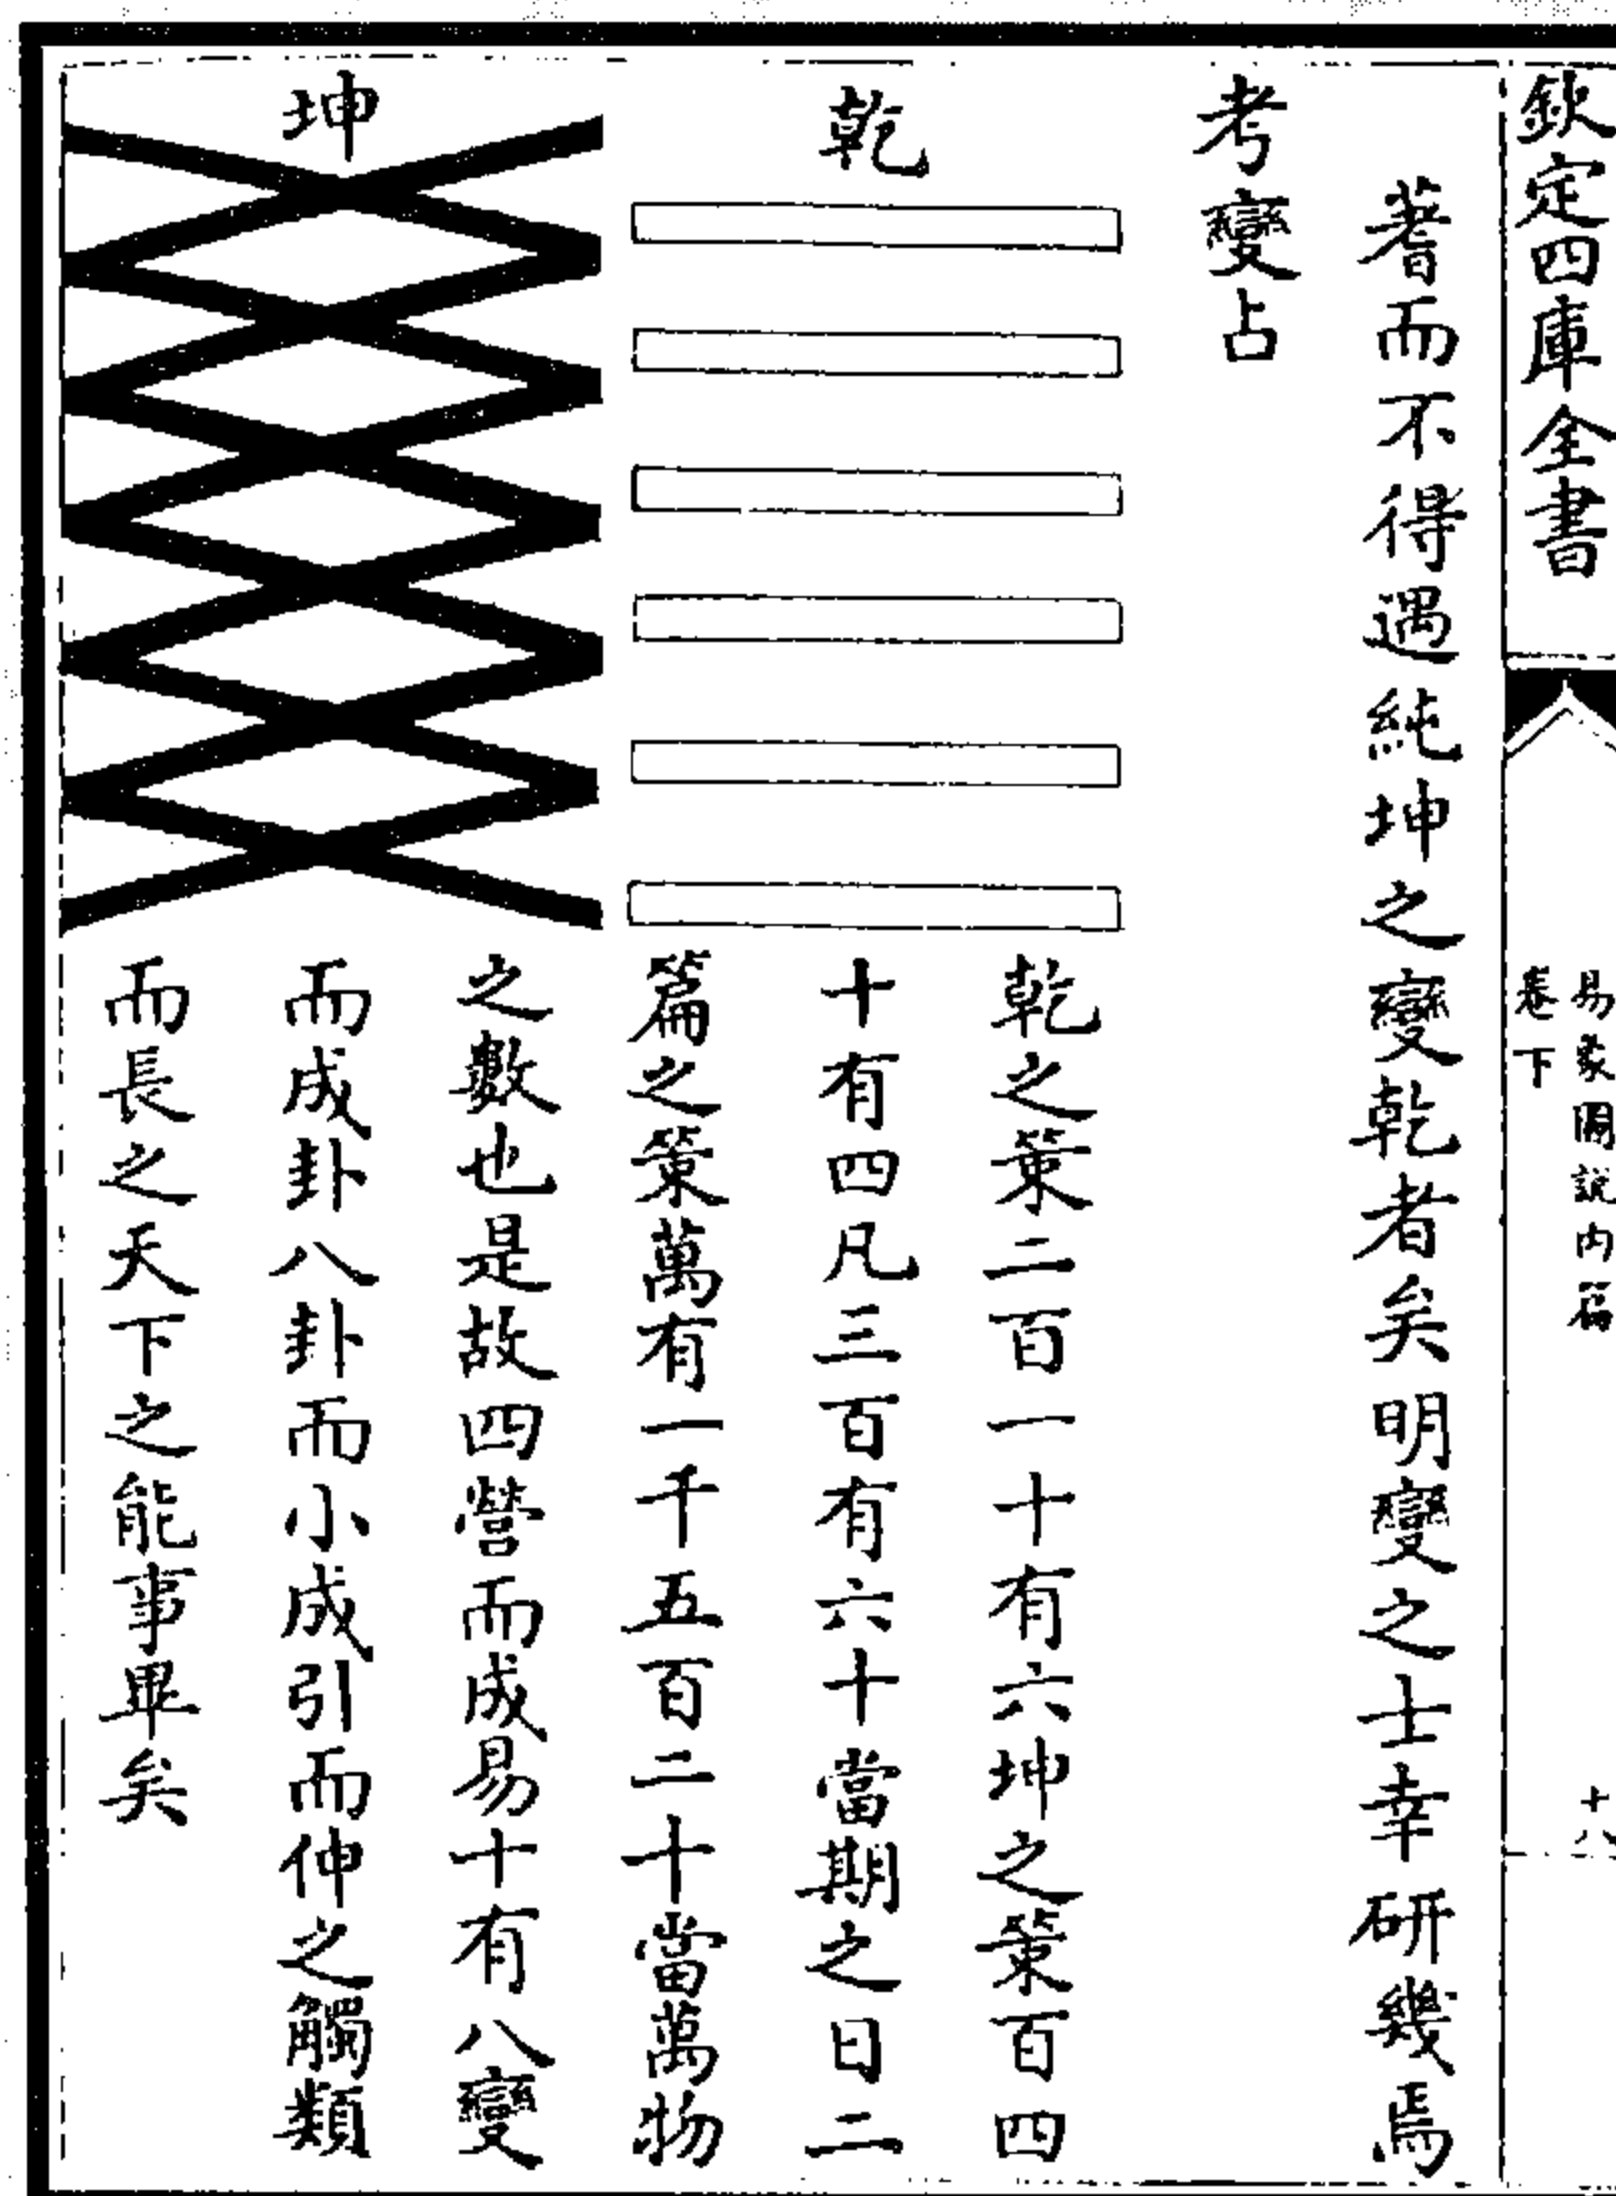 欽定四庫全書
易象圖說內篇
卷下
十八
蓍而不得遇純坤之變乾者矣明變之士幸研幾焉
考變占
乾
乾之策二百一十有六坤之策百四
十有四凡三百有六十當期之日二
篇之策萬有一千五百二十當萬物
坤
之數也是故四營而成易十有八變
而成卦八卦而小成引而伸之觸類
而長之天下之能事畢矣